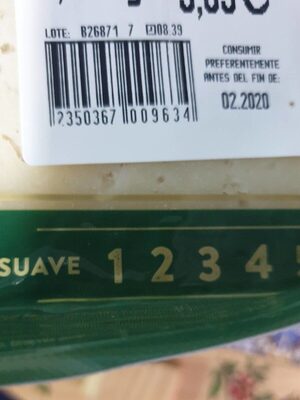 LOTE: B26871 7 08.39
2350367 009634
CONSUMIR
PREFERENTEMENTE
ANTES DEL FIN DE:
02.2020
SUAVE 1 2 3 4